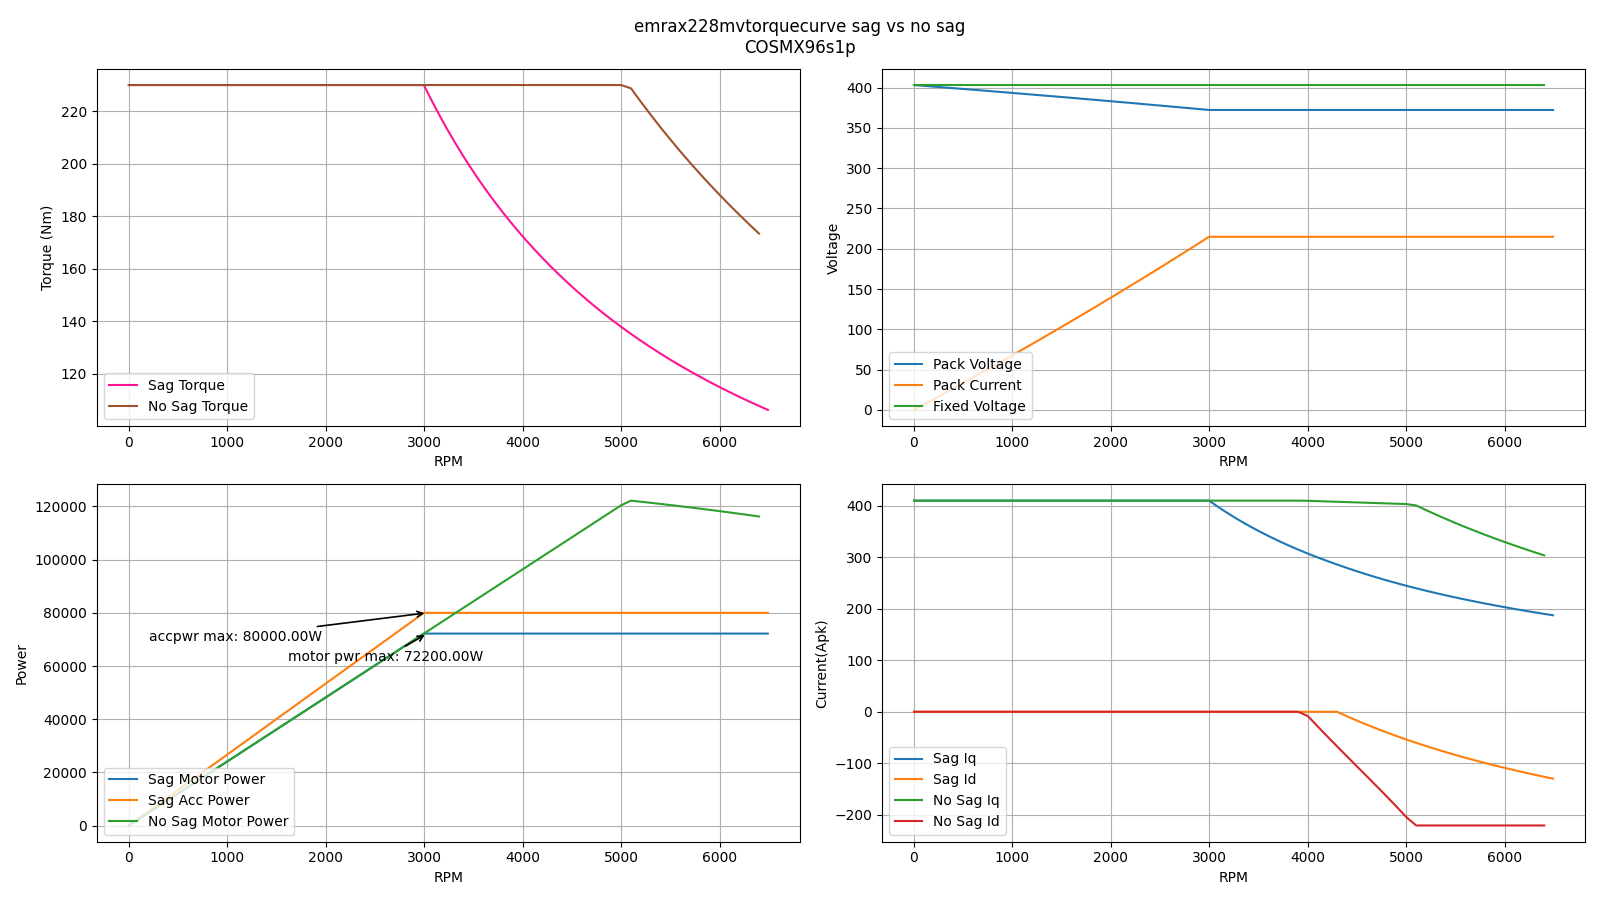 emrax228mvtorquecurve sag vs no sag
COSMX96s1p
Torque (Nm)
220
200
180
160
140
120
Sag Torque
No Sag Torque
0 1000 2000 3000 4000 5000 6000
RPM
Voltage
400
350
300
250
200
150
100
50
0
Pack Voltage
Pack Current
Fixed Voltage
0 1000 2000 3000 4000 5000 6000
RPM
Power
120000
100000
80000
60000
40000
20000
0
accpwr max: 80000.00W
motor pwr max: 72200.00W
Sag Motor Power
Sag Acc Power
No Sag Motor Power
0 1000 2000 3000 4000 5000 6000
RPM
Current(Apk)
400
300
200
100
0
−100
−200
Sag Iq
Sag Id
No Sag Iq
No Sag Id
0 1000 2000 3000 4000 5000 6000
RPM